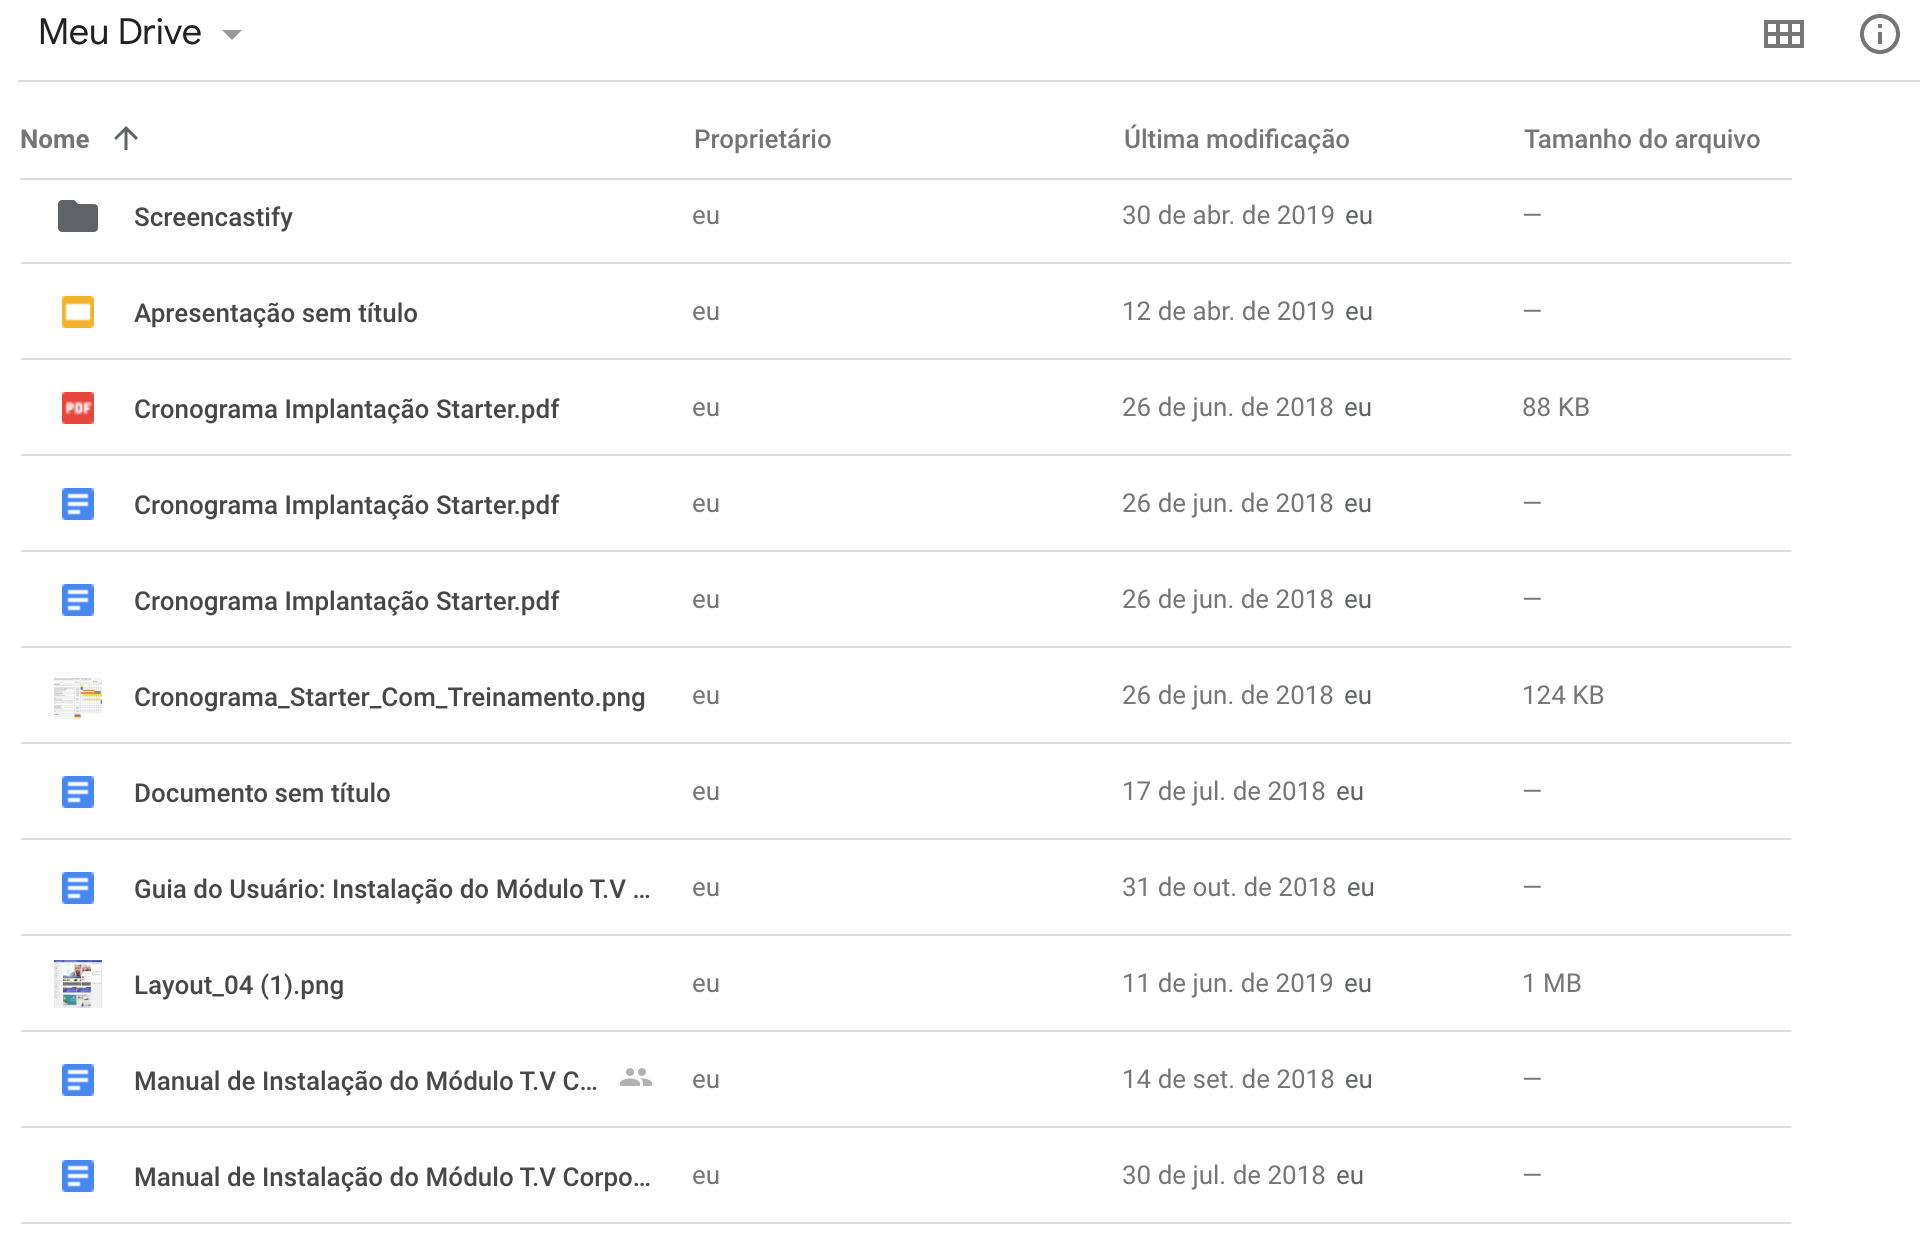 Meu Drive
Nome Proprietário Última modificação Tamanho do arquivo
Screencastify eu 30 de abr. de 2019 eu —
Apresentação sem título eu 12 de abr. de 2019 eu —
PDF Cronograma Implantação Starter.pdf eu 26 de jun. de 2018 eu 88 KB
Cronograma Implantação Starter.pdf eu 26 de jun. de 2018 eu —
Cronograma Implantação Starter.pdf eu 26 de jun. de 2018 eu —
Cronograma_Starter_Com_Treinamento.png eu 26 de jun. de 2018 eu 124 KB
Documento sem título eu 17 de jul. de 2018 eu —
Guia do Usuário: Instalação do Módulo T.V ... eu 31 de out. de 2018 eu —
Layout_04 (1).png eu 11 de jun. de 2019 eu 1 MB
Manual de Instalação do Módulo T.V C... eu 14 de set. de 2018 eu —
Manual de Instalação do Módulo T.V Corpo... eu 30 de jul. de 2018 eu —